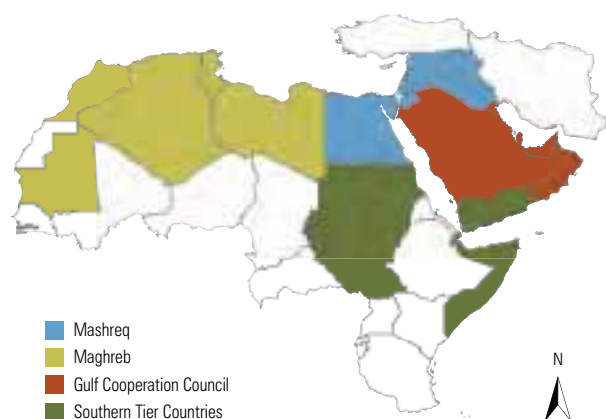 Mashreq
Maghreb
Gulf Cooperation Council
Southern Tier Countries
N